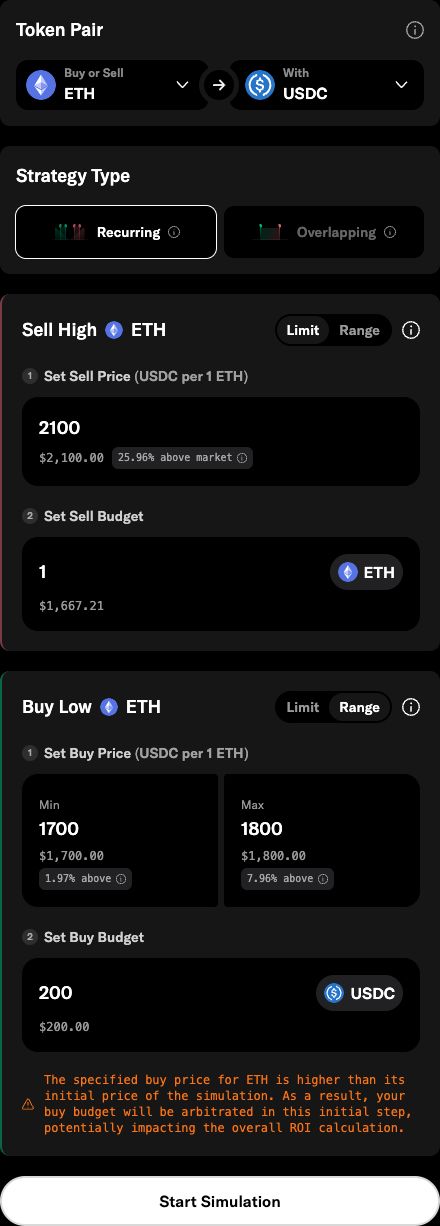 Token Pair
Buy or Sell
ETH
With
USDC
Strategy Type
Recurring
Overlapping
Sell High ETH
Limit Range
1 Set Sell Price (USDC per 1 ETH)
2100
$2,100.00 25.96% above market
2 Set Sell Budget
1 ETH
$1,667.21
Buy Low ETH
Limit Range
1 Set Buy Price (USDC per 1 ETH)
Min
1700
$1,700.00
1.97% above
Max
1800
$1,800.00
7.96% above
2 Set Buy Budget
200 USDC
$200.00
The specified buy price for ETH is higher than its
initial price of the simulation. As a result, your
buy budget will be arbitrated in this initial step,
potentially impacting the overall ROI calculation.
Start Simulation